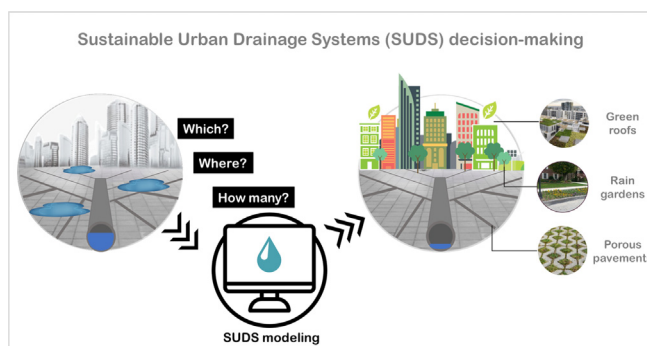 Sustainable Urban Drainage Systems (SUDS) decision-making
Which?
Where?
How many?
SUDS modeling
Green
roofs
Rain
gardens
Porous
pavement